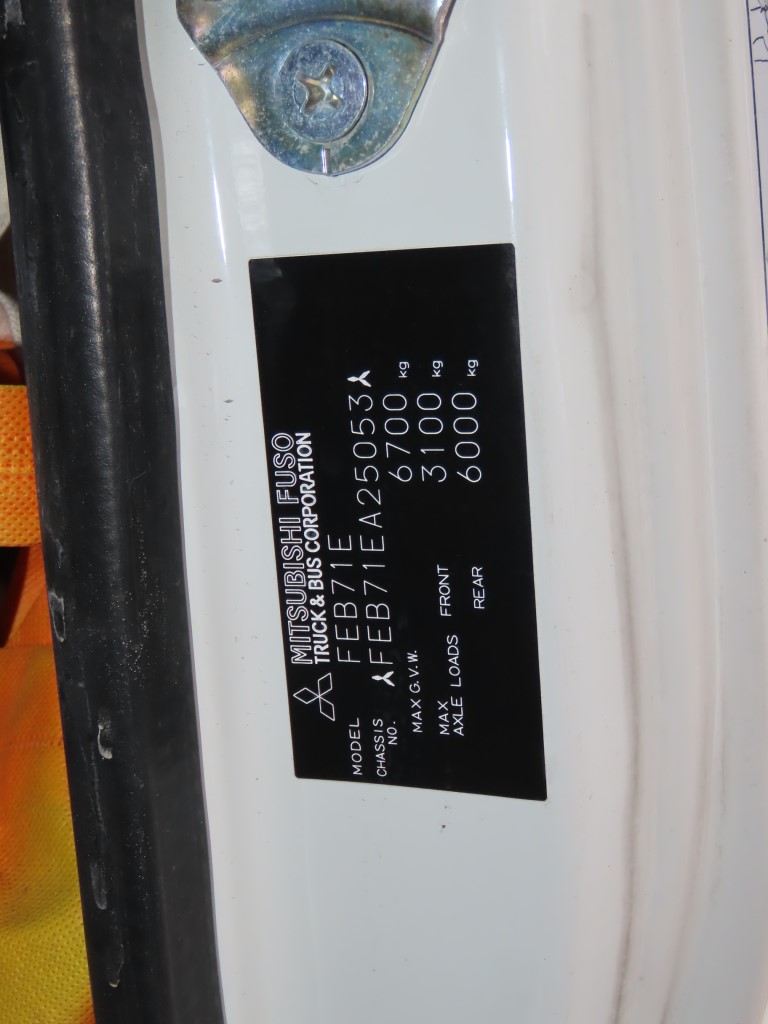 MITSUBISHI FUSO
TRUCK & BUS CORPORATION
MODEL FEB71E
CHASSIS NO. FEB71EA25053
MAX G.V.W. 6700 kg
MAX AXLE LOADS FRONT 3100 kg
REAR 6000 kg